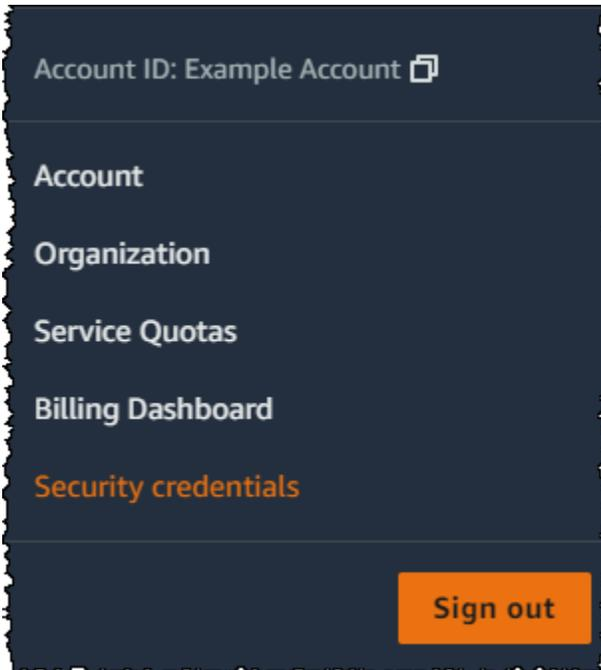 Account ID: Example Account
Account
Organization
Service Quotas
Billing Dashboard
Security credentials
Sign out